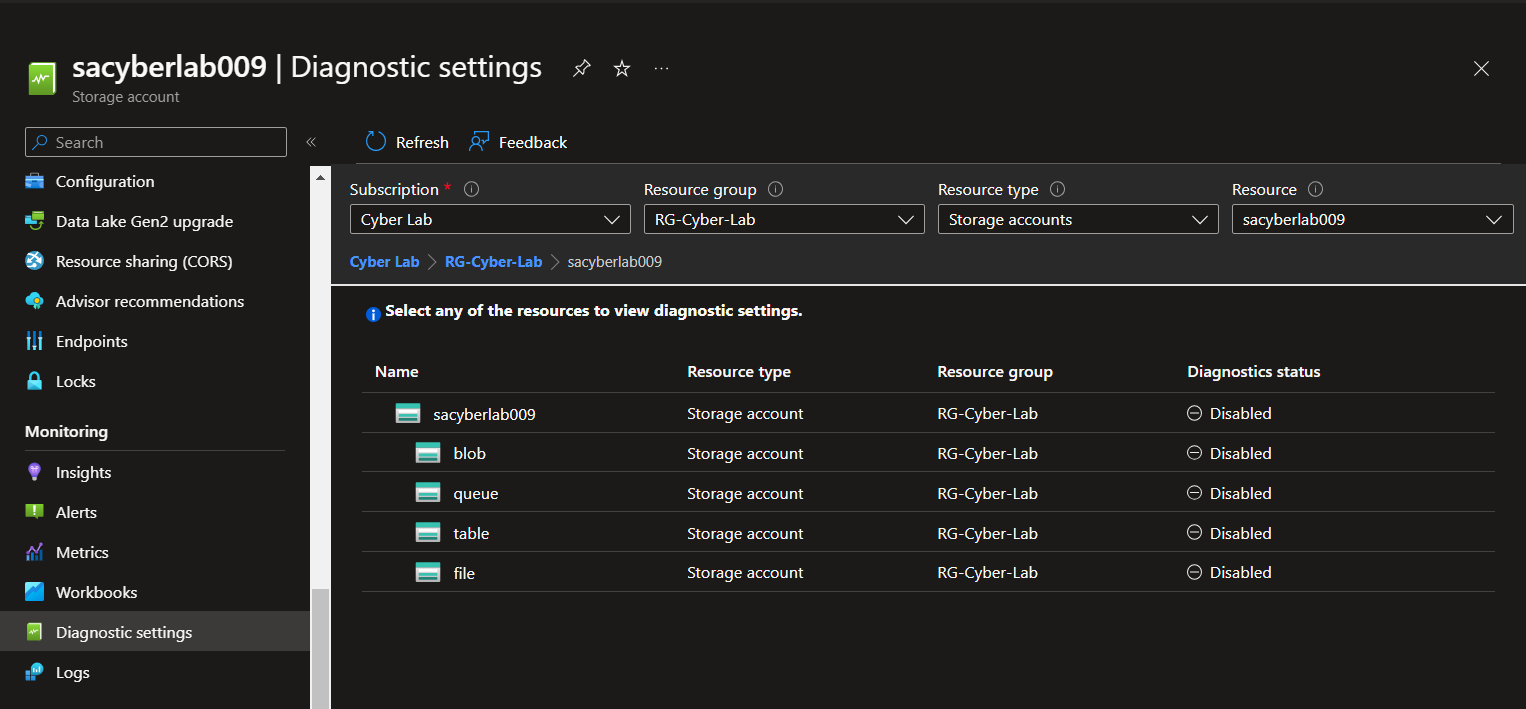 sacyberlab009 | Diagnostic settings
Storage account
Search
Configuration
Data Lake Gen2 upgrade
Resource sharing (CORS)
Advisor recommendations
Endpoints
Locks
Monitoring
Insights
Alerts
Metrics
Workbooks
Diagnostic settings
Logs
Refresh Feedback
Subscription * Resource group Resource type Resource
Cyber Lab RG-Cyber-Lab Storage accounts sacyberlab009
Cyber Lab > RG-Cyber-Lab > sacyberlab009
Select any of the resources to view diagnostic settings.
Name Resource type Resource group Diagnostics status
sacyberlab009 Storage account RG-Cyber-Lab Disabled
blob Storage account RG-Cyber-Lab Disabled
queue Storage account RG-Cyber-Lab Disabled
table Storage account RG-Cyber-Lab Disabled
file Storage account RG-Cyber-Lab Disabled